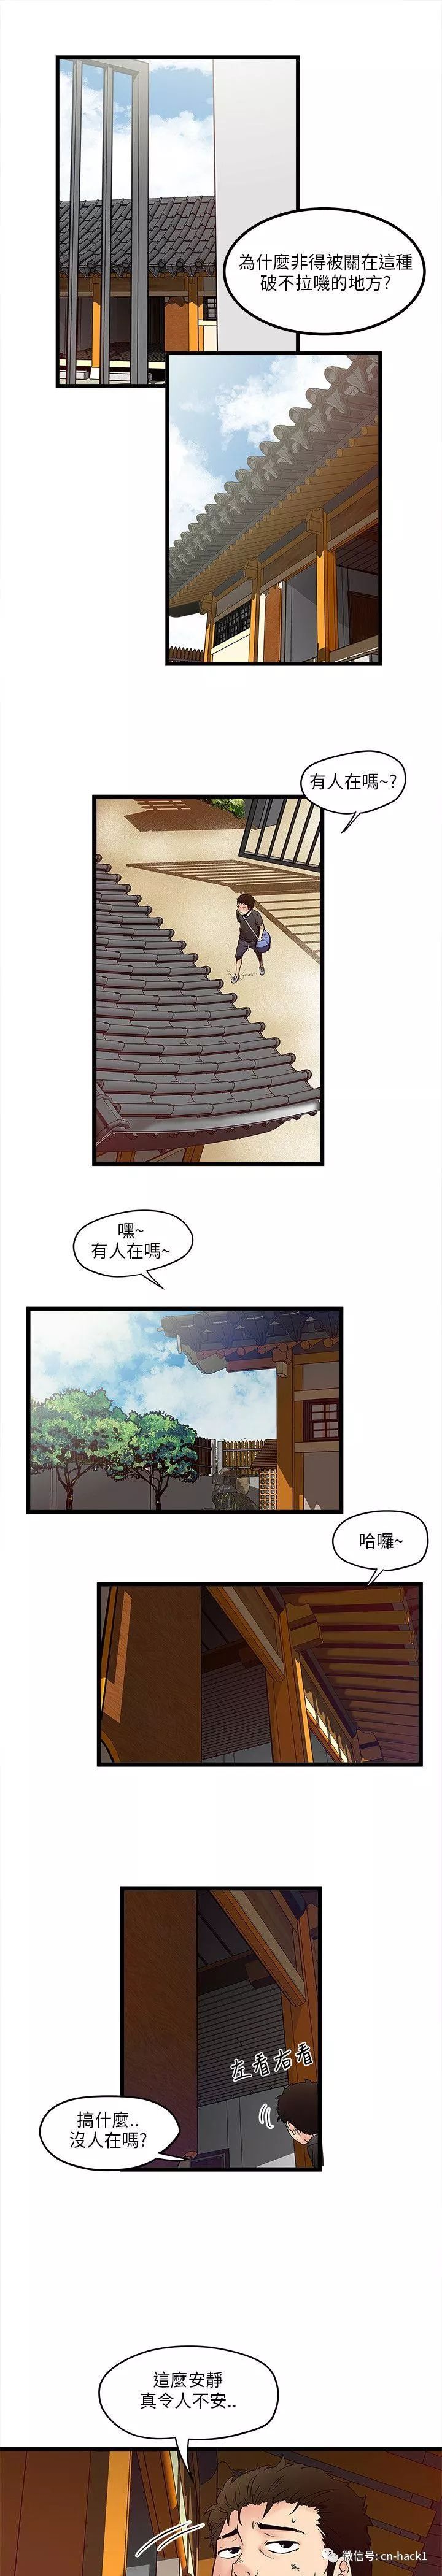 為什麼非得被關在這種
破不拉嘰的地方?
有人在嗎~?
嘿~
有人在嗎~
哈囉~
左看右看
搞什麼..
沒人在嗎?
這麼安靜
真令人不安..
微信号: cn-hack1